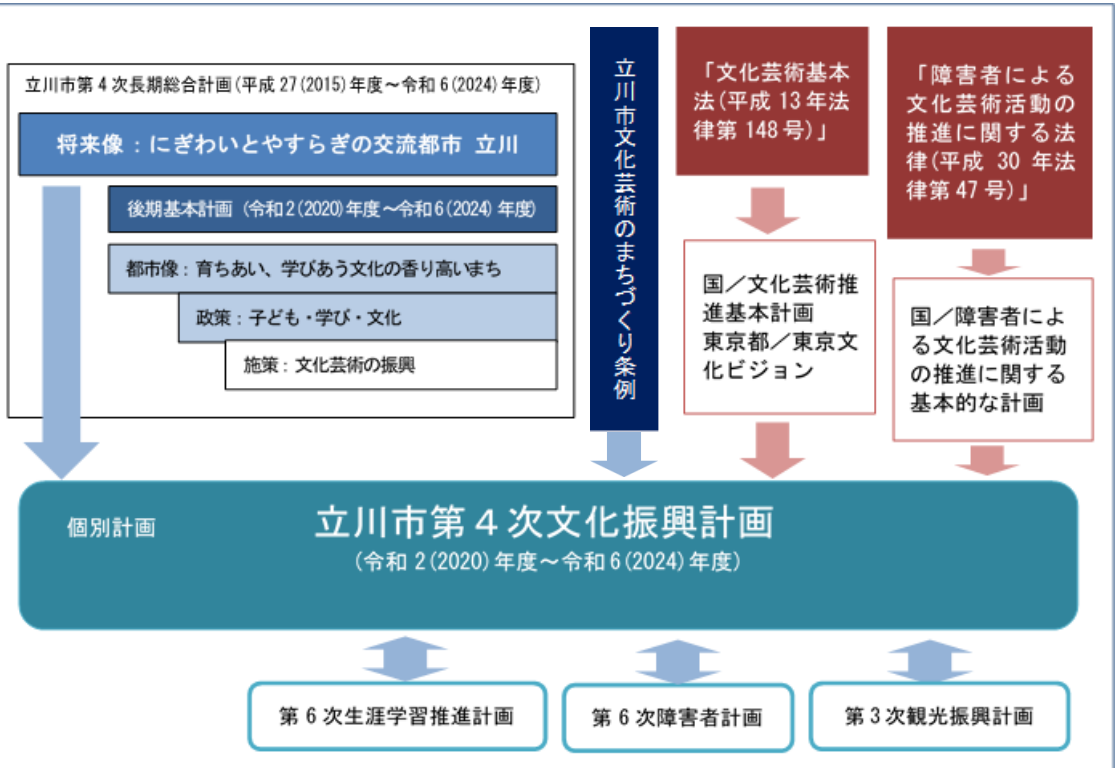 立川市第4次長期総合計画(平成27(2015)年度～令和6(2024)年度)
将来像：にぎわいとやすらぎの交流都市 立川
後期基本計画（令和2(2020)年度～令和6(2024)年度）
都市像：育ちあい、学びあう文化の香り高いまち
政策：子ども・学び・文化
施策：文化芸術の振興
立川市文化芸術のまちづくり条例
「文化芸術基本
法(平成13年法
律第148号)」
国／文化芸術推
進基本計画
東京都／東京文
化ビジョン
「障害者による
文化芸術活動の
推進に関する法
律(平成 30 年法
律第47号)」
国／障害者によ
る文化芸術活動
の推進に関する
基本的な計画
個別計画
立川市第４次文化振興計画
(令和2(2020)年度～令和6(2024)年度)
第6次生涯学習推進計画
第6次障害者計画
第3次観光振興計画